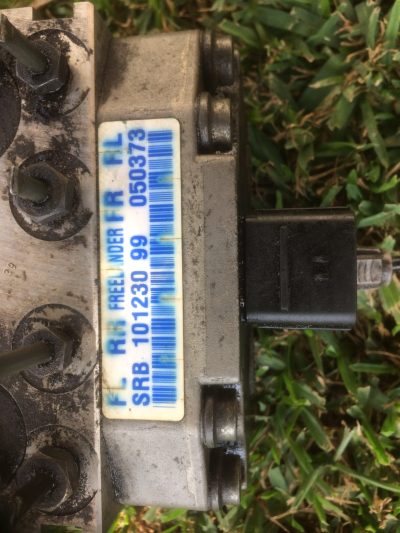 FL RR FREELANDER FR RL
SRB 101230 99 050373